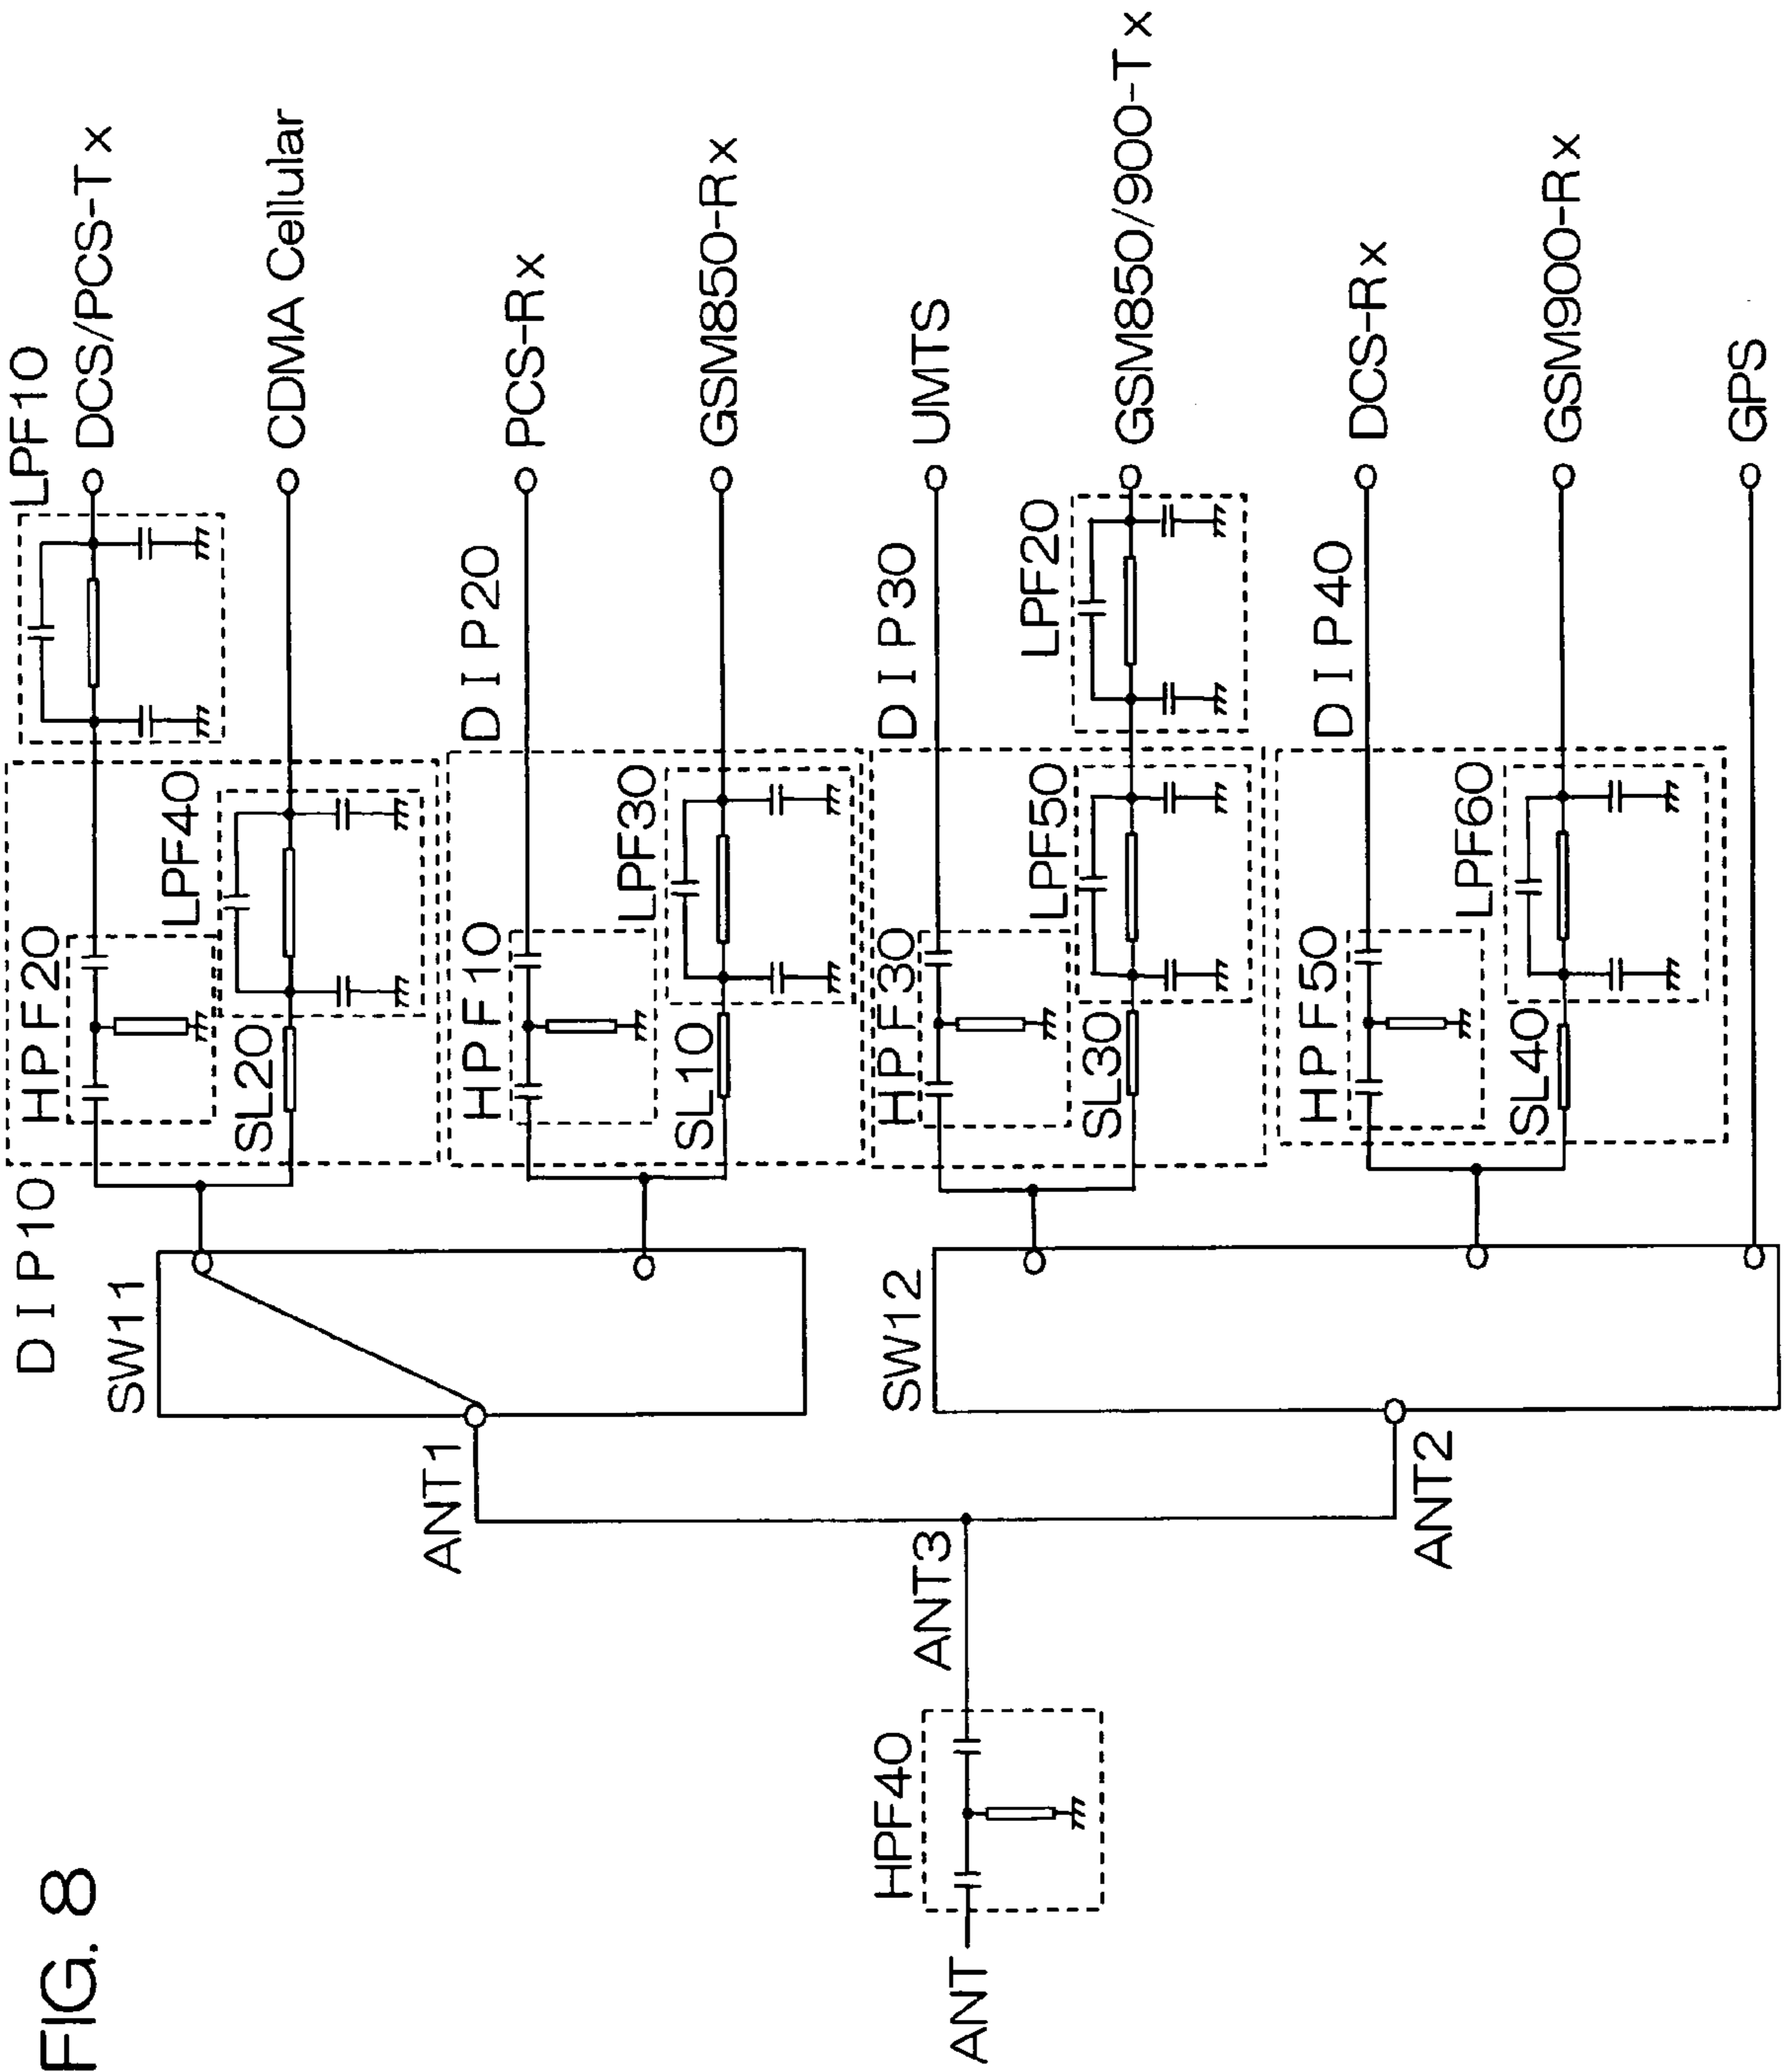 FIG. 8
DIP10
LPF10
HPF20
DCS/PCS-Tx
LPF40
SL20
CDMA Cellular
SW11
DIP20
HPF10
PCS-Rx
LPF30
SL10
GSM850-Rx
ANT1
DIP30
HPF30
UMTS
LPF50
LPF20
SL30
GSM850/900-Tx
SW12
ANT3
HPF40
ANT
DIP40
HPF50
DCS-Rx
LPF60
SL40
GSM900-Rx
ANT2
GPS